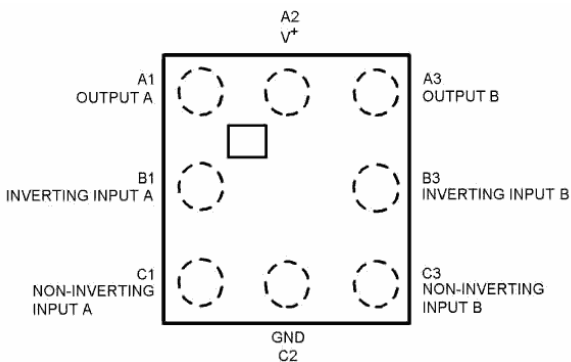 A2
V+
A1
OUTPUT A
A3
OUTPUT B
B1
INVERTING INPUT A
B3
INVERTING INPUT B
C1
NON-INVERTING
INPUT A
C3
NON-INVERTING
INPUT B
GND
C2